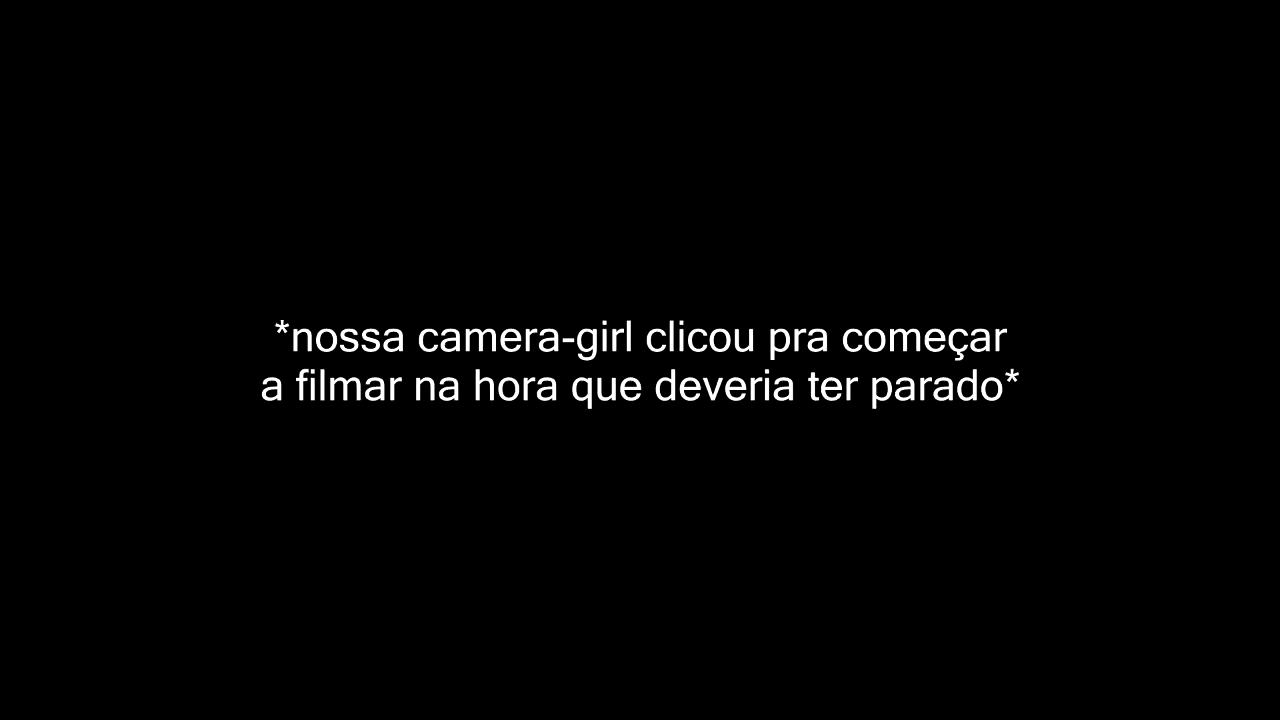 *nossa camera-girl clicou pra começar
a filmar na hora que deveria ter parado*